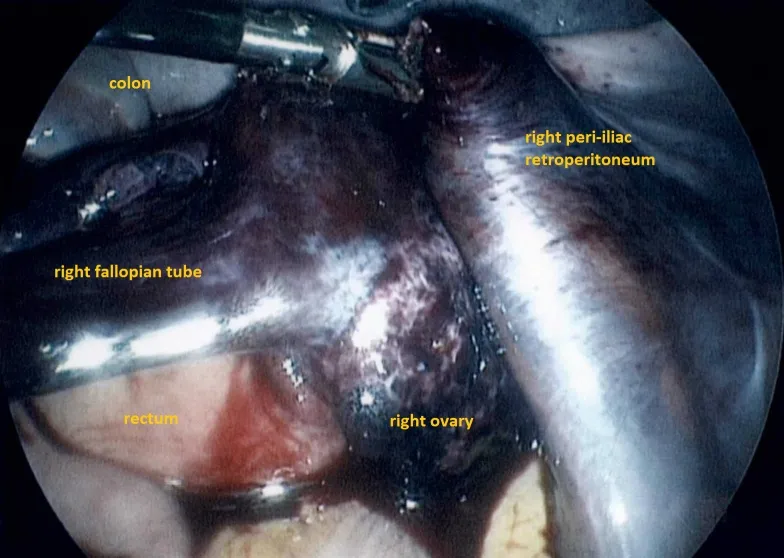 colon
right peri-iliac
retroperitoneum
right fallopian tube
rectum
right ovary